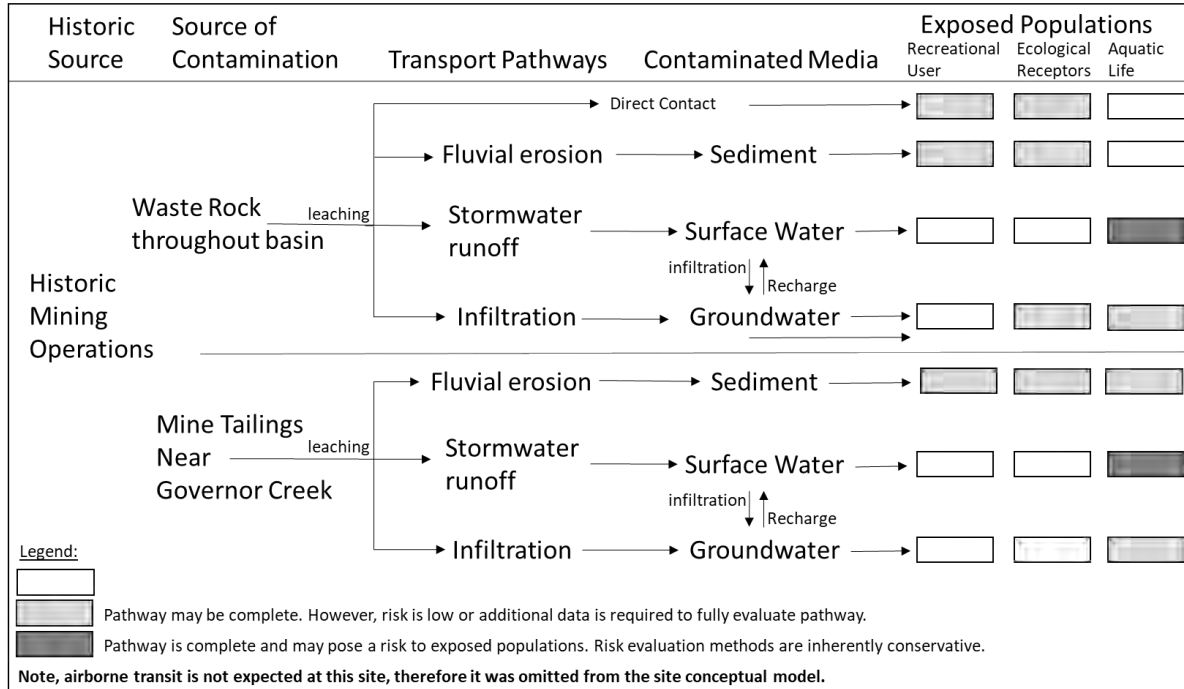 Historic Source
Source of Contamination
Transport Pathways
Contaminated Media
Exposed Populations
Recreational User
Ecological Receptors
Aquatic Life
Direct Contact
Fluvial erosion
Sediment
Waste Rock throughout basin
leaching
Stormwater runoff
Surface Water
infiltration
Recharge
Historic Mining Operations
Infiltration
Groundwater
Fluvial erosion
Sediment
Mine Tailings Near Governor Creek
leaching
Stormwater runoff
Surface Water
infiltration
Recharge
Infiltration
Groundwater
Legend:
Pathway may be complete. However, risk is low or additional data is required to fully evaluate pathway.
Pathway is complete and may pose a risk to exposed populations. Risk evaluation methods are inherently conservative.
Note, airborne transit is not expected at this site, therefore it was omitted from the site conceptual model.